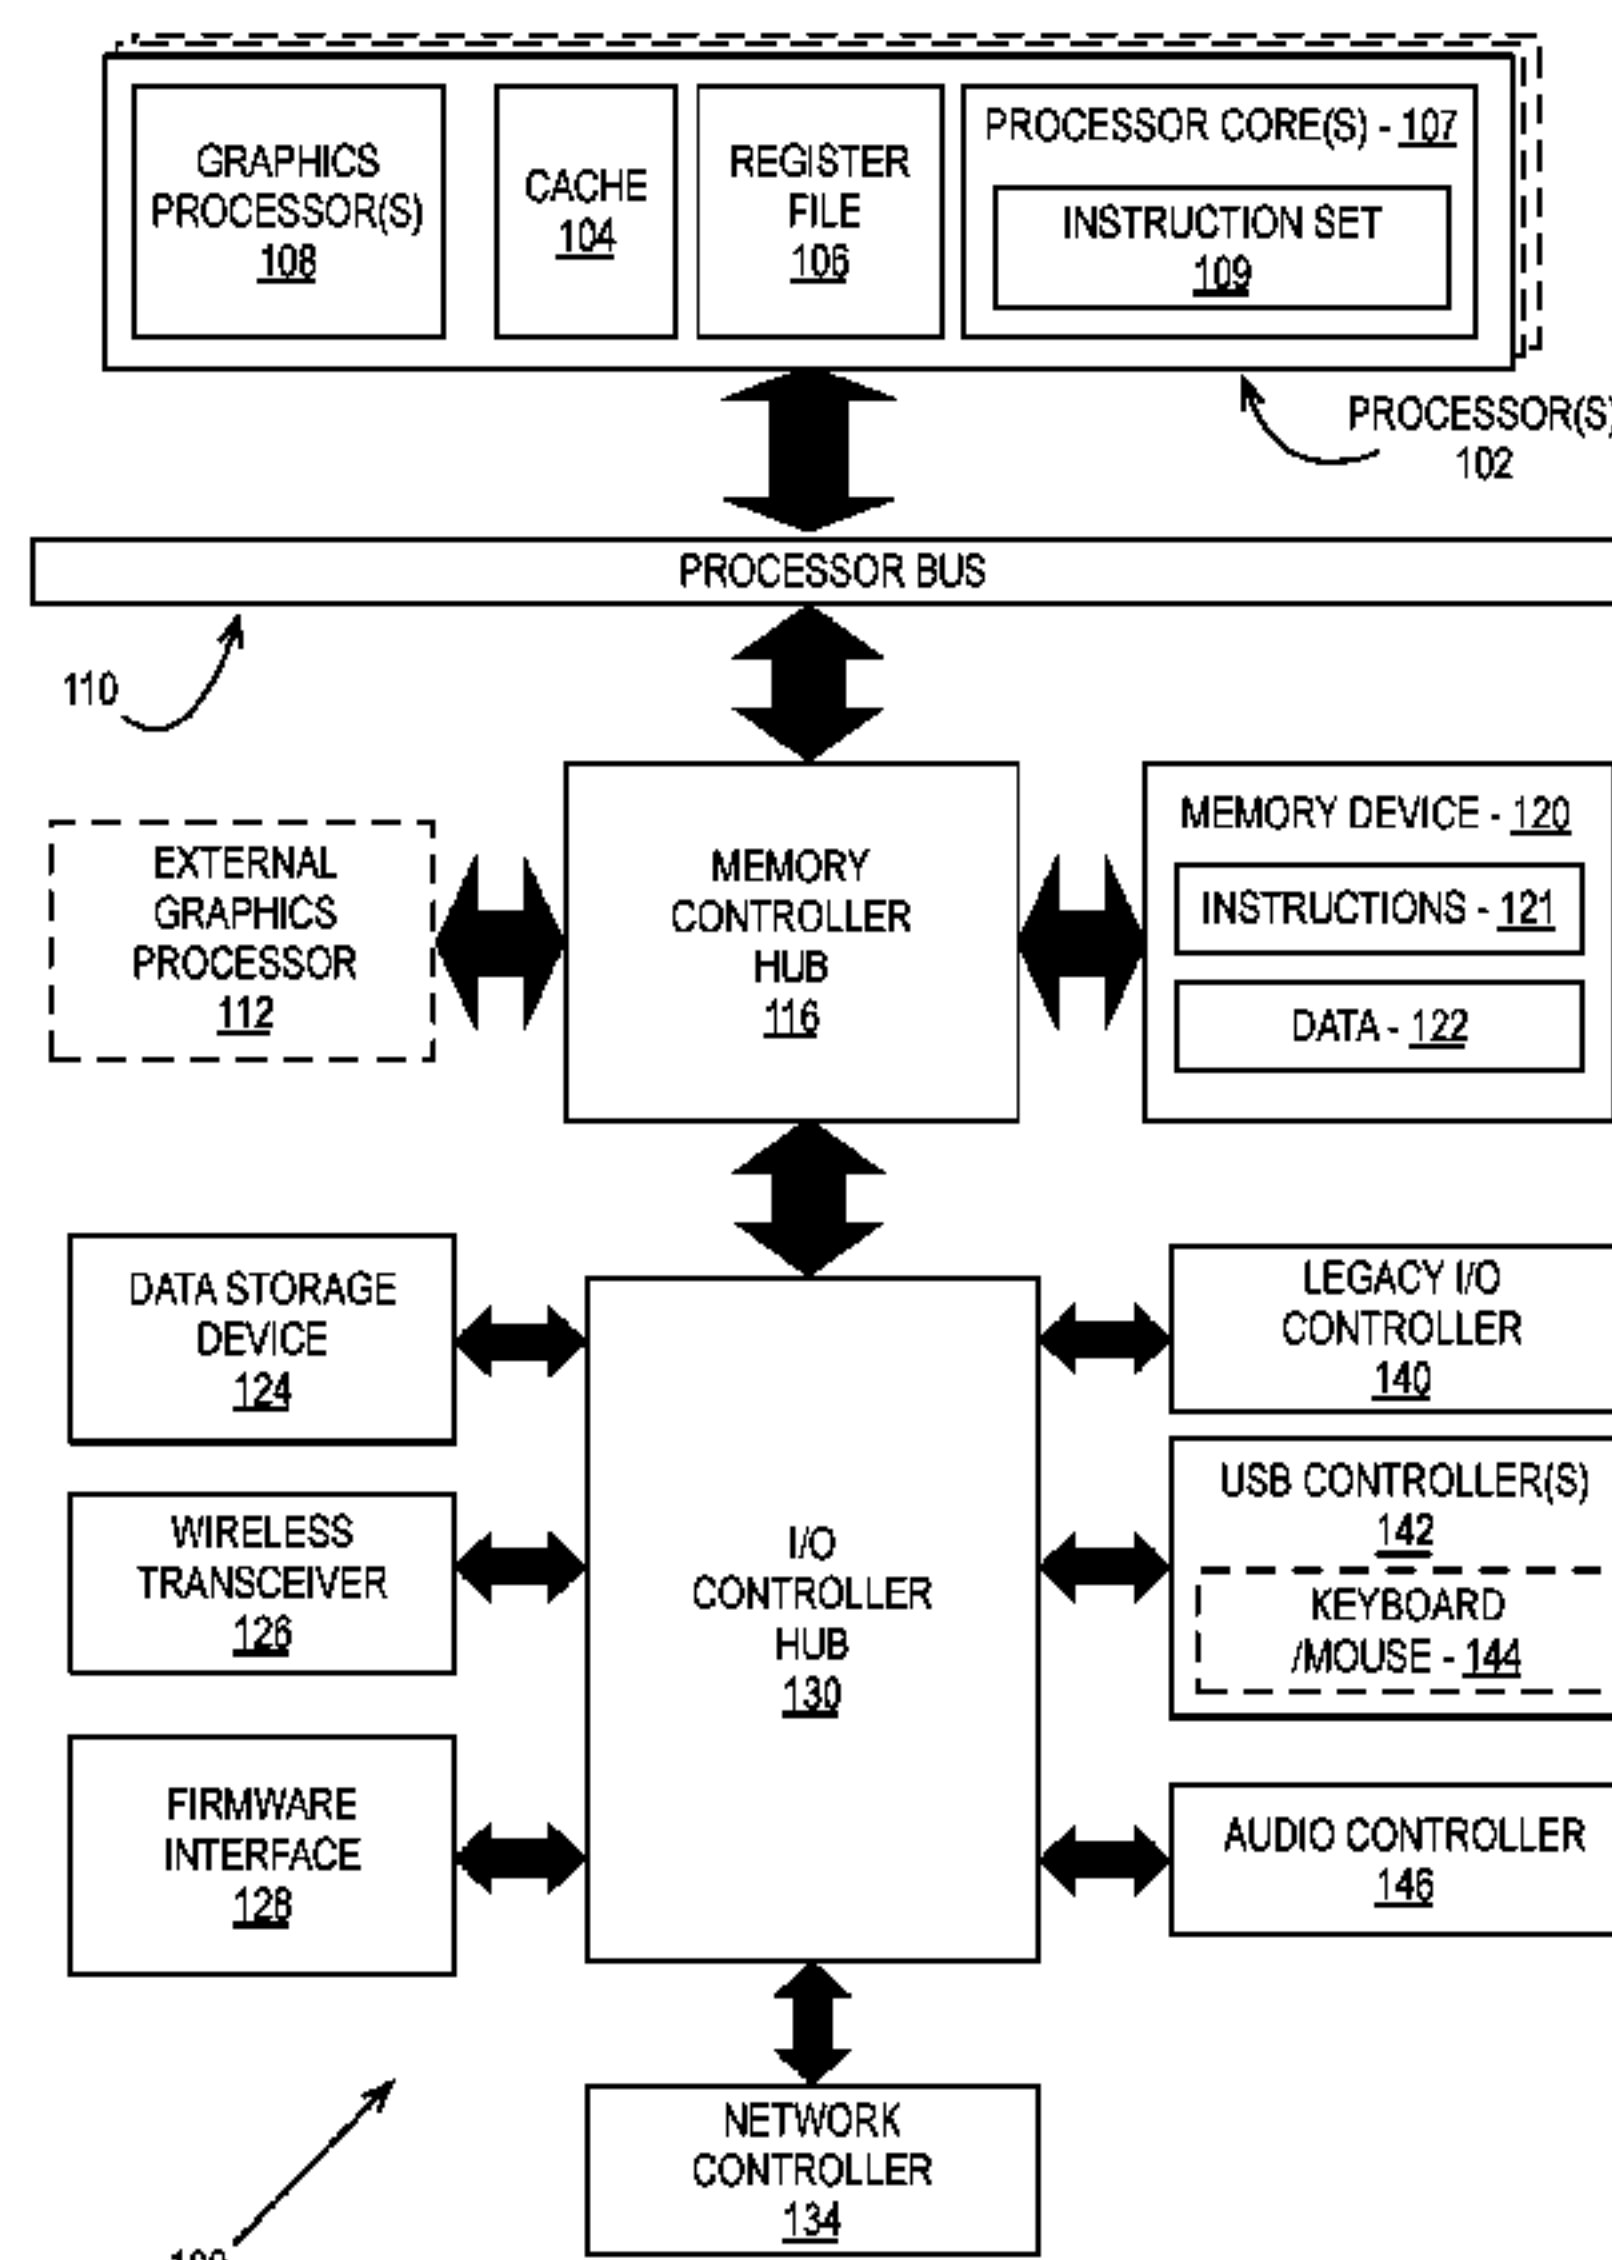 GRAPHICS
PROCESSOR(S)
108
CACHE
104
REGISTER
FILE
106
PROCESSOR CORE(S) - 107
INSTRUCTION SET
109
PROCESSOR(S)
102
PROCESSOR BUS
110
EXTERNAL
GRAPHICS
PROCESSOR
112
MEMORY
CONTROLLER
HUB
116
MEMORY DEVICE - 120
INSTRUCTIONS - 121
DATA - 122
DATA STORAGE
DEVICE
124
WIRELESS
TRANSCEIVER
126
FIRMWARE
INTERFACE
128
I/O
CONTROLLER
HUB
130
LEGACY I/O
CONTROLLER
140
USB CONTROLLER(S)
142
KEYBOARD
/MOUSE - 144
AUDIO CONTROLLER
146
NETWORK
CONTROLLER
134